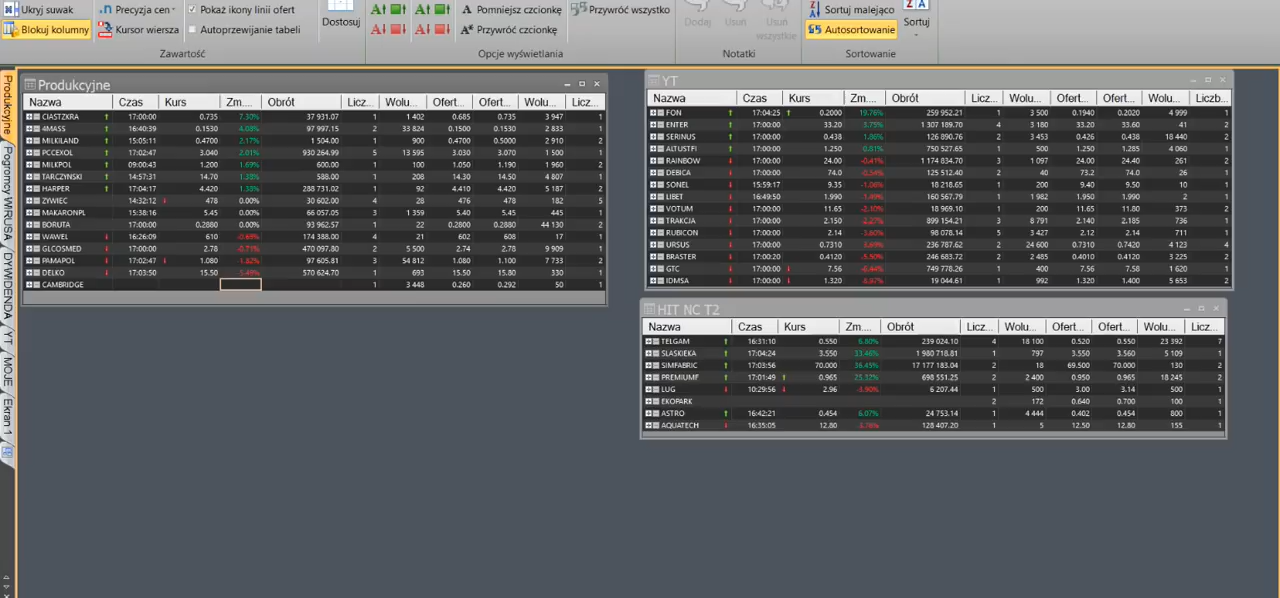 Ukryj suwak
Precyzja cen
Pokaż ikony linii ofert
Pomniejsz czcionkę
Przywróć wszystko
Sortuj malejąco
Blokuj kolumny
Kursor wiersza
Autoprzewijanie tabeli
Dostosuj
Przywróć czcionkę
Dodaj
Usuń
Usuń wszystkie
Autosortowanie
Sortuj
Zawartość
Opcje wyświetlania
Notatki
Sortowanie
Produkcyjne
Pogromcy WIRUSA
DYWIDENDA
YT
MOJE
Ekran 1
Produkcyjne
Nazwa Czas Kurs Zm... Obrót Licz... Wolu... Ofert... Ofert... Wolu... Licz...
CIASTZKRA 17:00:00 0.735 7.30% 37 931.07 1 1 402 0.685 0.735 3 947 1
4MASS 16:40:39 0.1530 4.08% 97 997.15 2 33 824 0.1500 0.1530 2 833 1
MILKILAND 15:05:11 0.4700 2.17% 1 504.00 1 900 0.4700 0.5000 2 910 2
PCCEXOL 17:02:47 3.040 2.01% 930 264.99 5 13 595 3.030 3.070 1 500 1
MILKPOL 09:00:43 1.190 1.69% 600.00 1 100 1.050 1.190 1 960 2
TARCZYNSKI 14:57:31 14.70 1.38% 588.00 1 208 14.30 14.50 4 807 1
HARPER 17:04:17 4.420 288 731.02 1 92 4.410 4.420 5 187 2
ZYWIEC 14:32:12 478 0.00% 30 602.00 4 28 476 478 182 5
MAKARONPL 15:38:16 5.45 0.00% 66 057.05 3 1 359 5.40 5.45 445 1
BORUTA 17:00:00 0.2880 0.00% 93 962.57 1 17 0.2800 0.2880 44 130 2
WAWEL 16:26:09 610 174 388.00 4 21 602 608 17 1
GLCOSMED 17:00:00 2.78 -0.71% 470 097.80 2 5 500 2.74 2.78 9 909 1
PAMAPOL 17:02:47 1.080 -1.82% 97 605.81 3 54 812 1.080 1.100 7 733 2
DELKO 17:03:50 15.50 -5.49% 570 624.70 1 693 15.50 15.80 330 1
CAMBRIDGE 1 3 448 0.260 0.292 50 1
YT
Nazwa Czas Kurs Zm... Obrót Licz... Wolu... Ofert... Ofert... Wolu... Liczb...
FON 17:04:25 0.2000 19.76% 259 952.21 1 3 500 0.1940 0.2020 4 999 1
ENTER 17:00:00 33.20 3.75% 1 307 189.70 4 3 180 33.00 33.20 41 2
SERINUS 17:00:00 0.438 1.86% 126 890.76 2 3 453 0.426 0.438 18 440 2
ALTUSTFI 17:00:00 1.250 0.81% 750 527.65 1 500 1.250 1.285 4 060 1
RAINBOW 17:00:00 24.00 -0.41% 1 174 834.70 3 1 097 24.00 24.40 261 2
DEBICA 17:00:00 74.0 -0.54% 125 512.40 2 40 73.2 74.0 26 1
SONEL 15:59:17 9.35 -1.06% 18 218.65 1 200 9.40 9.50 10 1
LIBET 16:49:50 1.990 160 567.79 1 1 982 1.950 1.990 2 1
VOTUM 17:00:00 11.65 -2.10% 18 969.10 1 200 11.65 11.80 373 2
TRAKCJA 17:00:00 2.150 -2.27% 899 154.21 3 8 791 2.140 2.185 736 1
RUBICON 17:00:00 2.14 98 078.14 5 3 427 2.12 2.14 711 1
URSUS 17:00:00 0.7310 236 787.62 2 24 600 0.7310 0.7420 4 123 4
BRASTER 17:00:20 0.4120 -5.50% 246 683.72 2 485 0.4010 0.4120 3 225 2
GTC 17:00:00 7.56 -6.44% 749 778.26 1 400 7.56 7.58 1 620 1
IDMSA 17:00:00 1.320 19 044.61 1 992 1.320 1.400 5 653 2
HIT NC T2
Nazwa Czas Kurs Zm... Obrót Licz... Wolu... Ofert... Ofert... Wolu... Licz...
TELGAM 16:31:10 0.550 6.80% 239 024.10 4 18 100 0.520 0.550 23 392 7
SLASKIEKA 17:04:24 3.550 33.46% 1 980 718.81 1 797 3.550 3.560 5 109 1
SIMFABRIC 17:03:56 70.000 36.45% 17 177 183.04 2 18 69.500 70.000 130 2
PREMIUMF 17:01:49 0.965 25.32% 698 551.25 2 2 400 0.950 0.965 18 245 2
LUG 10:29:56 2.96 -3.90% 6 207.44 1 500 3.00 3.14 500 1
EKOPARK 2 172 0.640 0.700 100 1
ASTRO 16:42:21 0.454 6.07% 24 753.14 1 4 444 0.402 0.454 800 1
AQUATECH 16:35:05 12.80 -3.76% 128 407.20 1 5 12.50 12.80 155 1